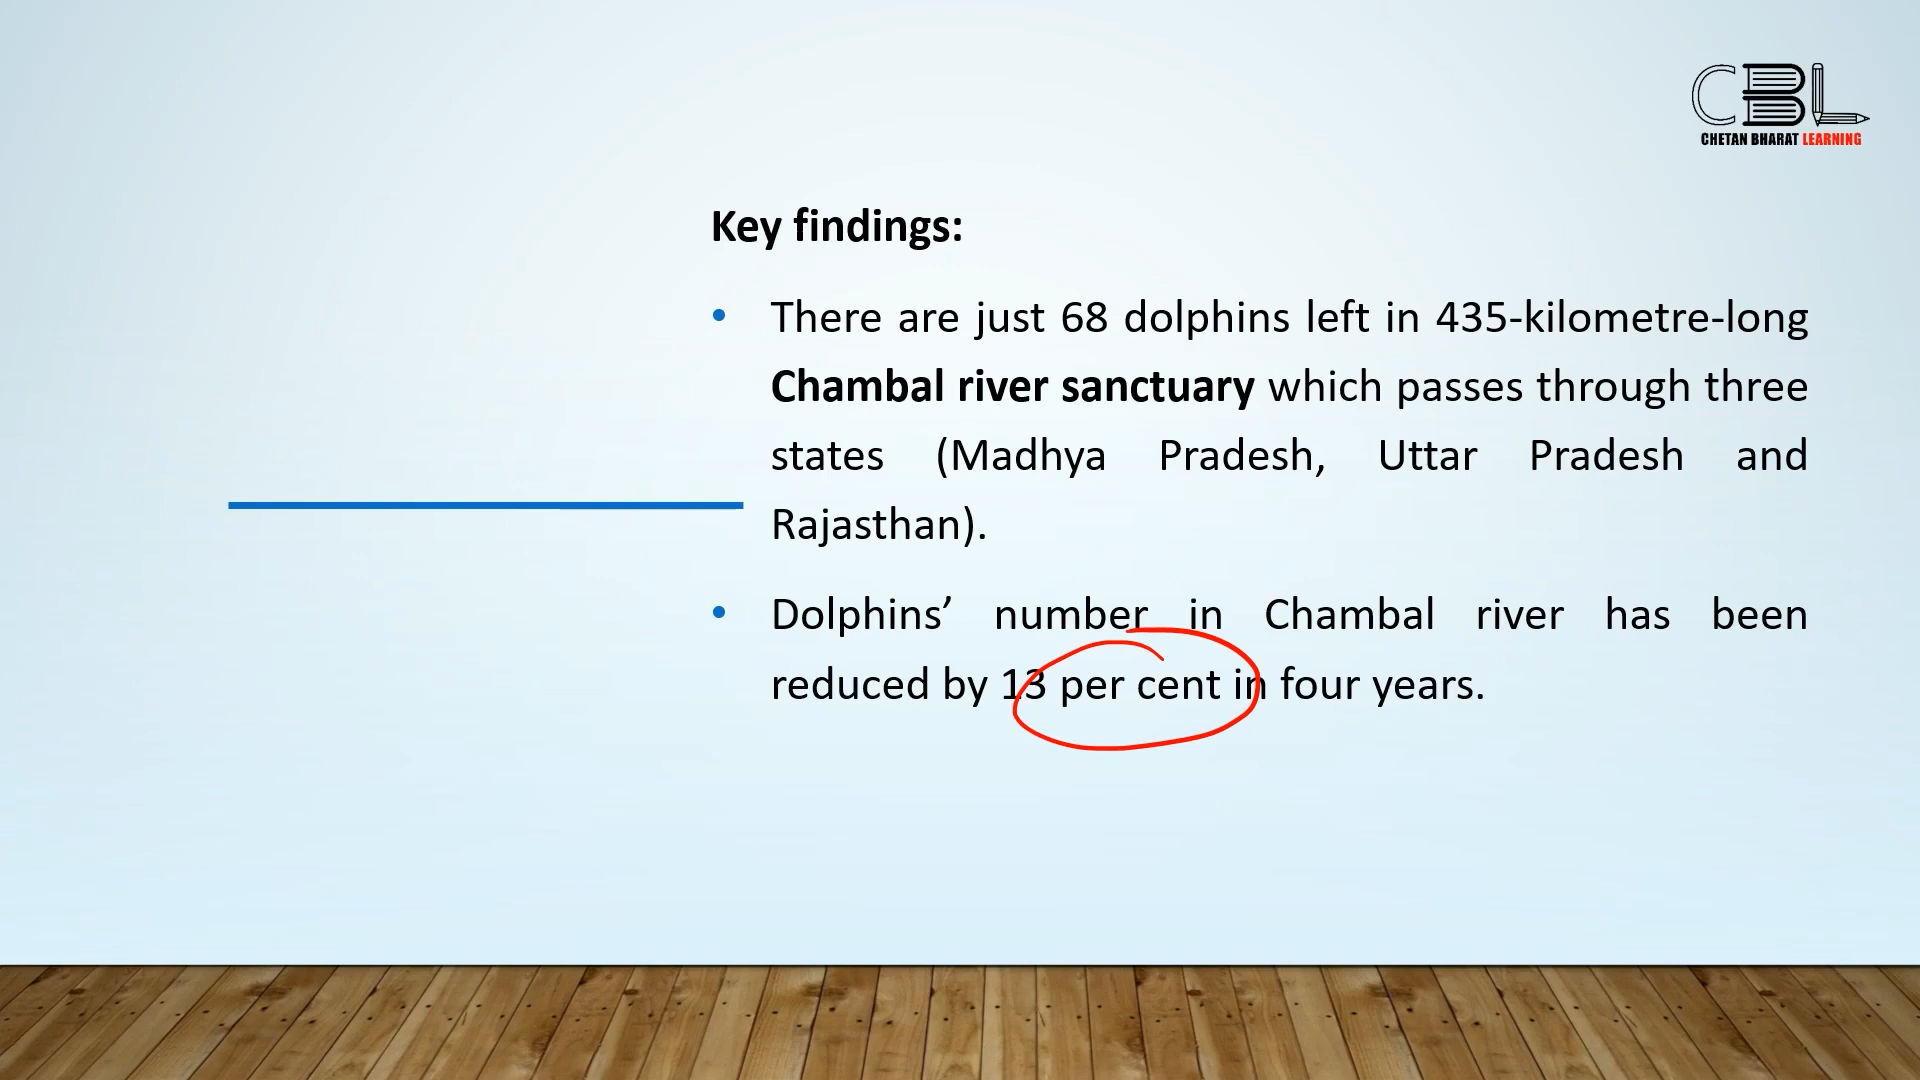 CBL
CHETAN BHARAT LEARNING
Key findings:
• There are just 68 dolphins left in 435-kilometre-long
Chambal river sanctuary which passes through three
states (Madhya Pradesh, Uttar Pradesh and
Rajasthan).
• Dolphins’ number in Chambal river has been
reduced by 13 per cent in four years.